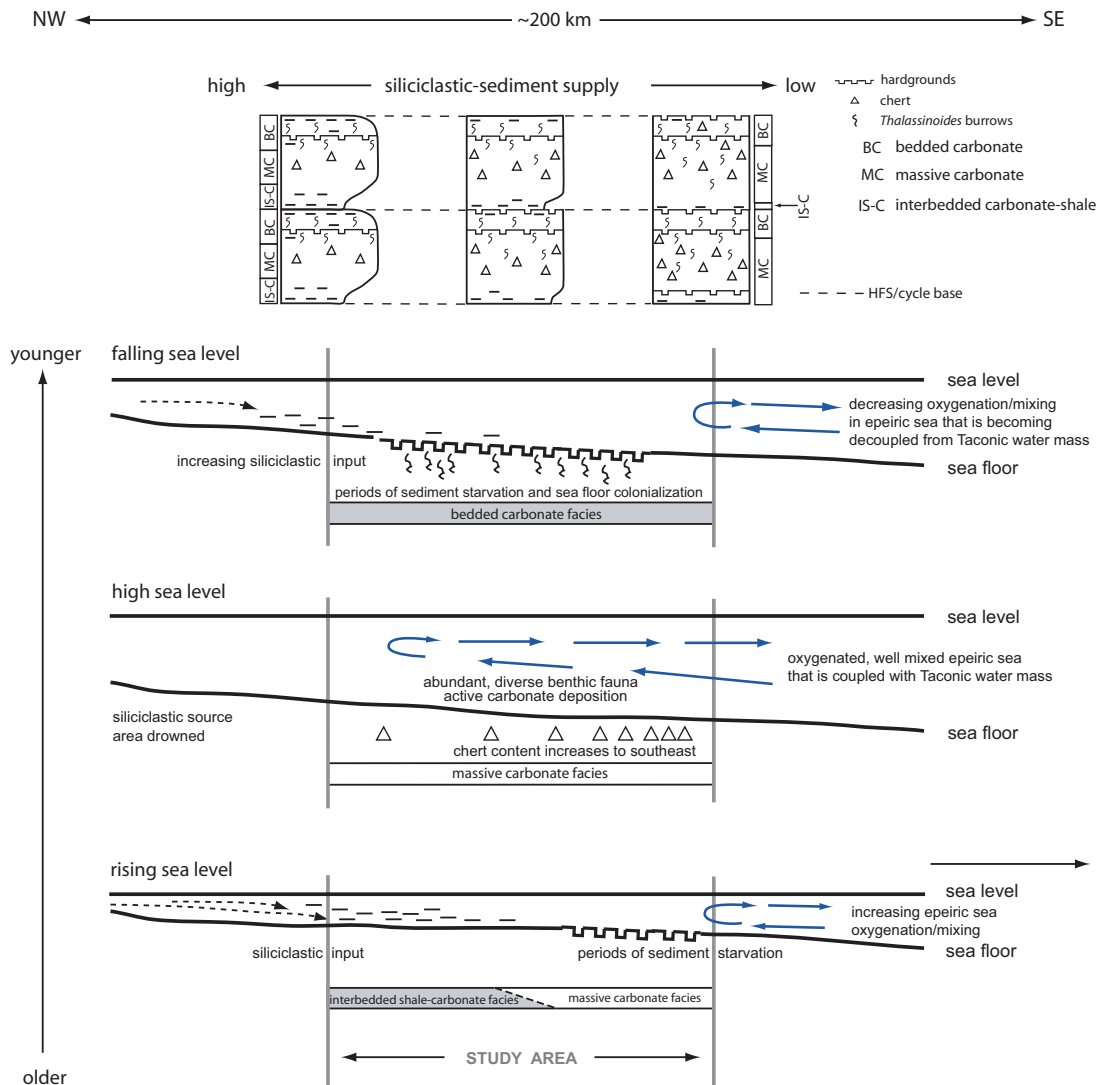 NW ~200 km SE
high siliciclastic-sediment supply low
hardgrounds
chert
Thalassinoides burrows
BC bedded carbonate
MC massive carbonate
IS-C interbedded carbonate-shale
HFS/cycle base
BC
MC
IS-C
BC
MC
IS-C
BC
MC
IS-C
BC
MC
younger
falling sea level
sea level
decreasing oxygenation/mixing
in epeiric sea that is becoming
decoupled from Taconic water mass
increasing siliciclastic input
sea floor
periods of sediment starvation and sea floor colonialization
bedded carbonate facies
high sea level
sea level
oxygenated, well mixed epeiric sea
that is coupled with Taconic water mass
abundant, diverse benthic fauna
active carbonate deposition
siliciclastic source
area drowned
sea floor
chert content increases to southeast
massive carbonate facies
rising sea level
sea level
increasing epeiric sea
oxygenation/mixing
siliciclastic input
periods of sediment starvation
sea floor
interbedded shale-carbonate facies
massive carbonate facies
STUDY AREA
older